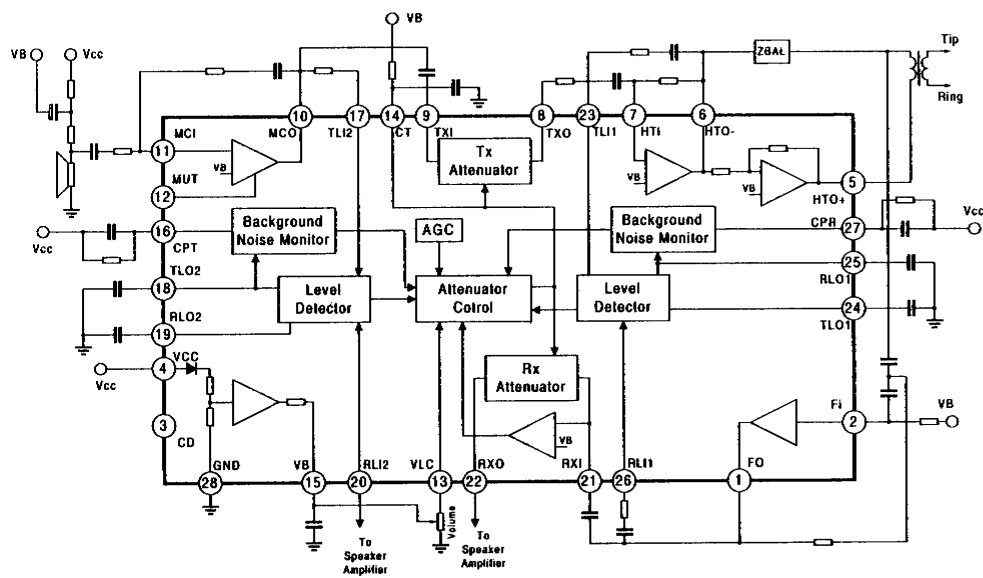 VB
VB
Vcc
ZBAL
Tip
Ring
10
17
14
9
8
23
7
6
MCI
MCO
TLI2
CT
TXI
TXO
TLI1
HTI
HTO-
11
MUT
VB
Tx
Attenuator
VB
VB
5
12
HTO+
Vcc
16
CPT
Background
Noise Monitor
AGC
Background
Noise Monitor
CPR
27
Vcc
TLO2
18
Level
Detector
Attenuator
Cotrol
Level
Detector
25
RLO1
RLO2
19
24
TLO1
4
VCC
Vcc
Rx
Attenuator
3
CD
VB
FI
2
VB
GND
VB
RLI2
VLC
RXO
RXI
RLI1
FO
28
15
20
13
22
21
26
1
Volume
To
Speaker
Amplifier
To
Speaker
Amplifier